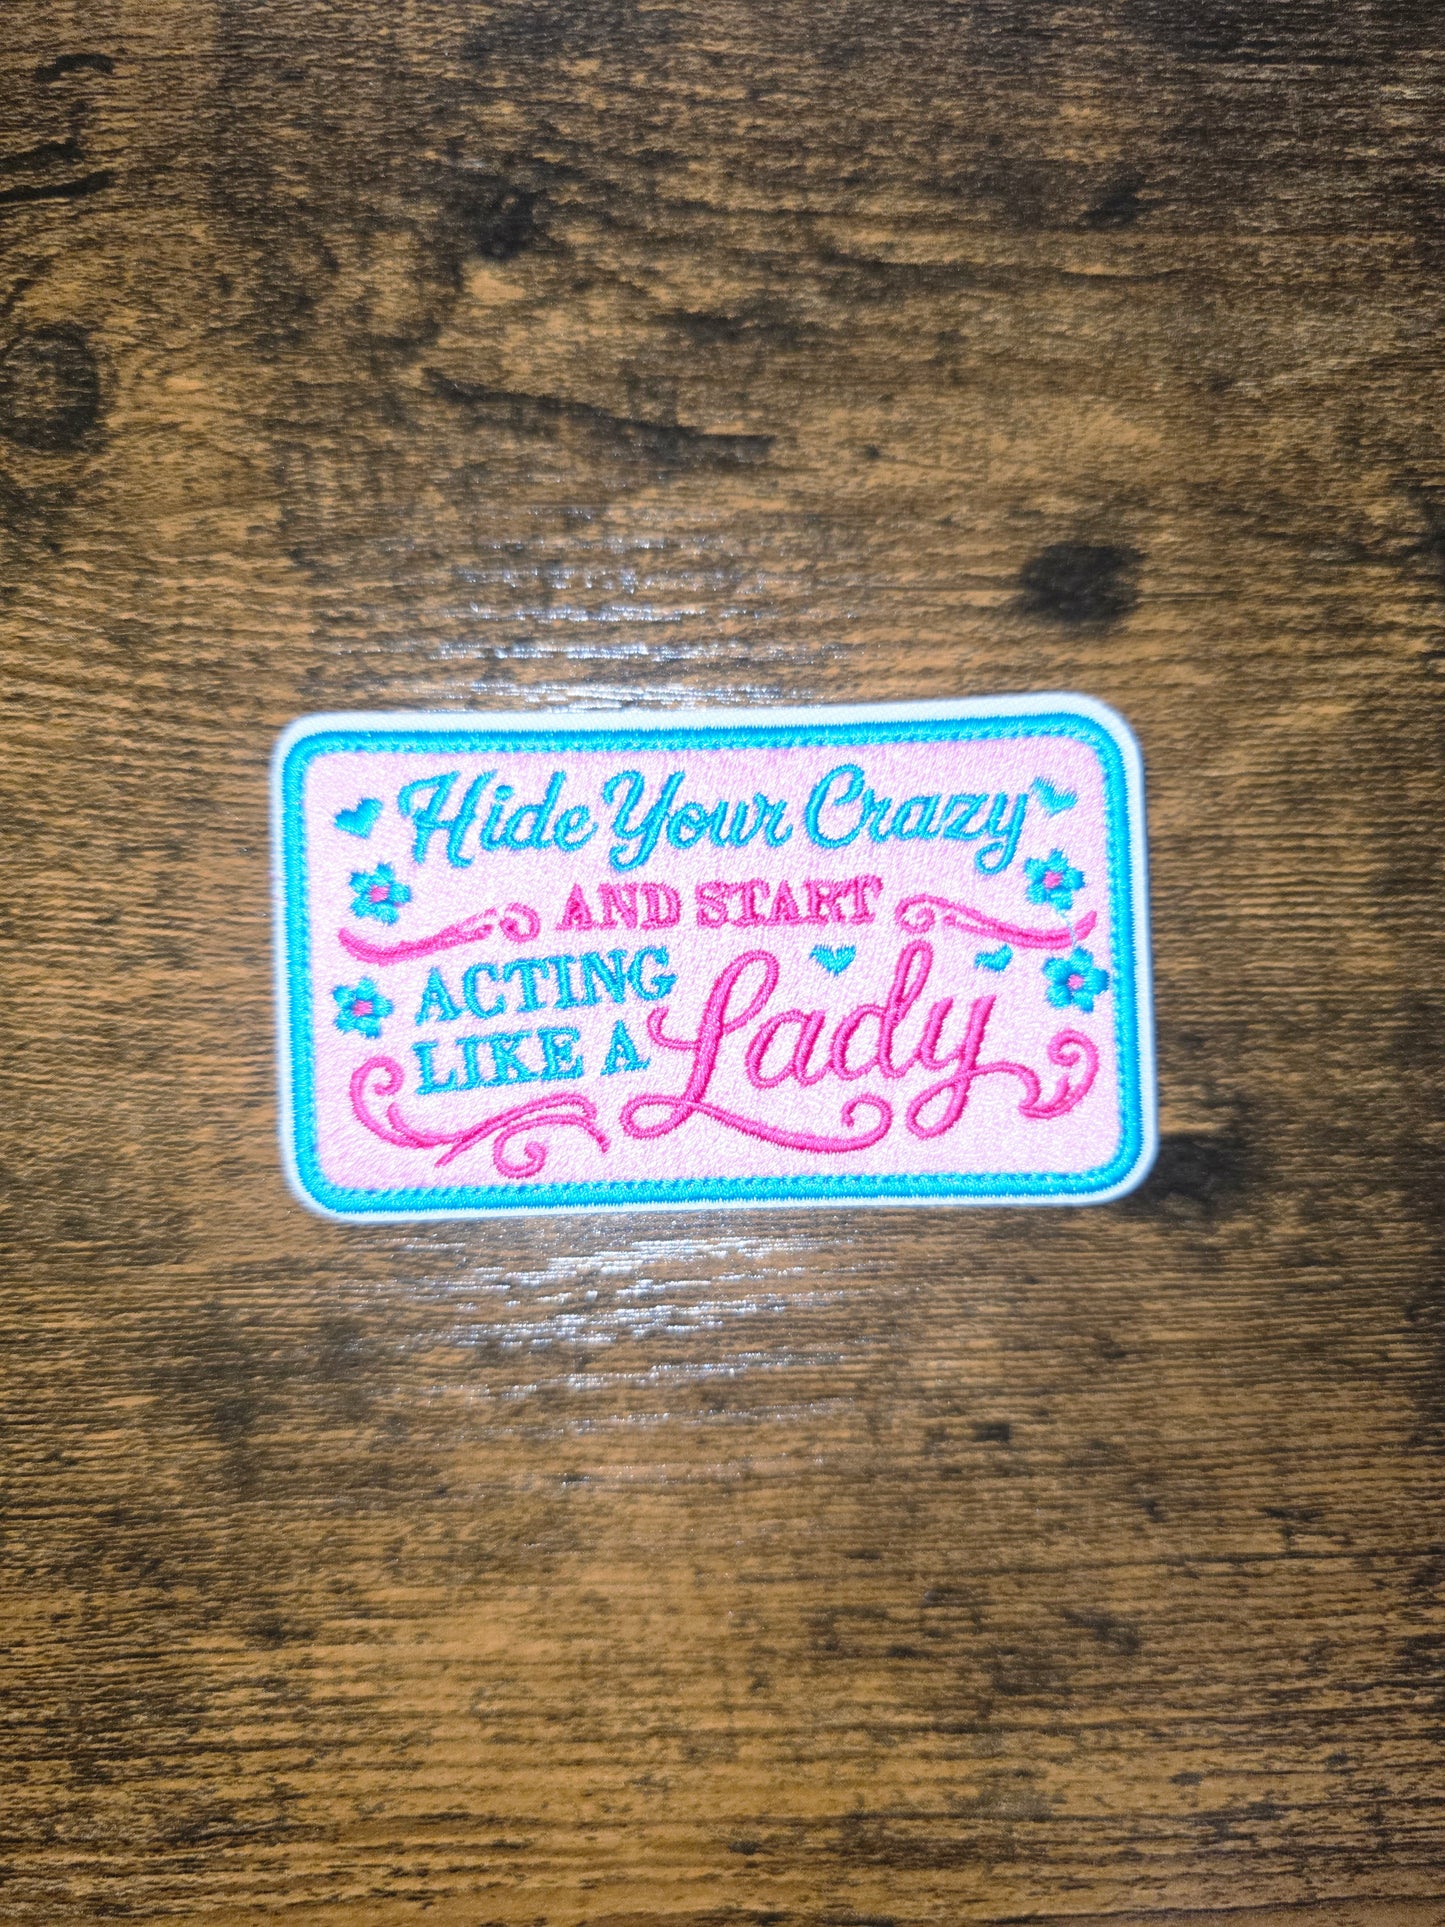 Hide Your Crazy
AND START
ACTING
LIKE A Lady